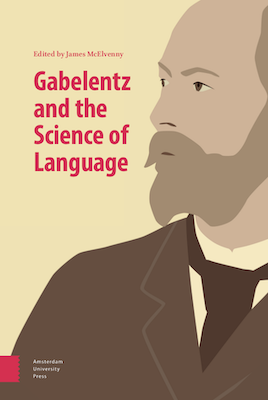 Edited by James McElvenny
Gabelentz
and the
Science of
Language
Amsterdam
University
Press